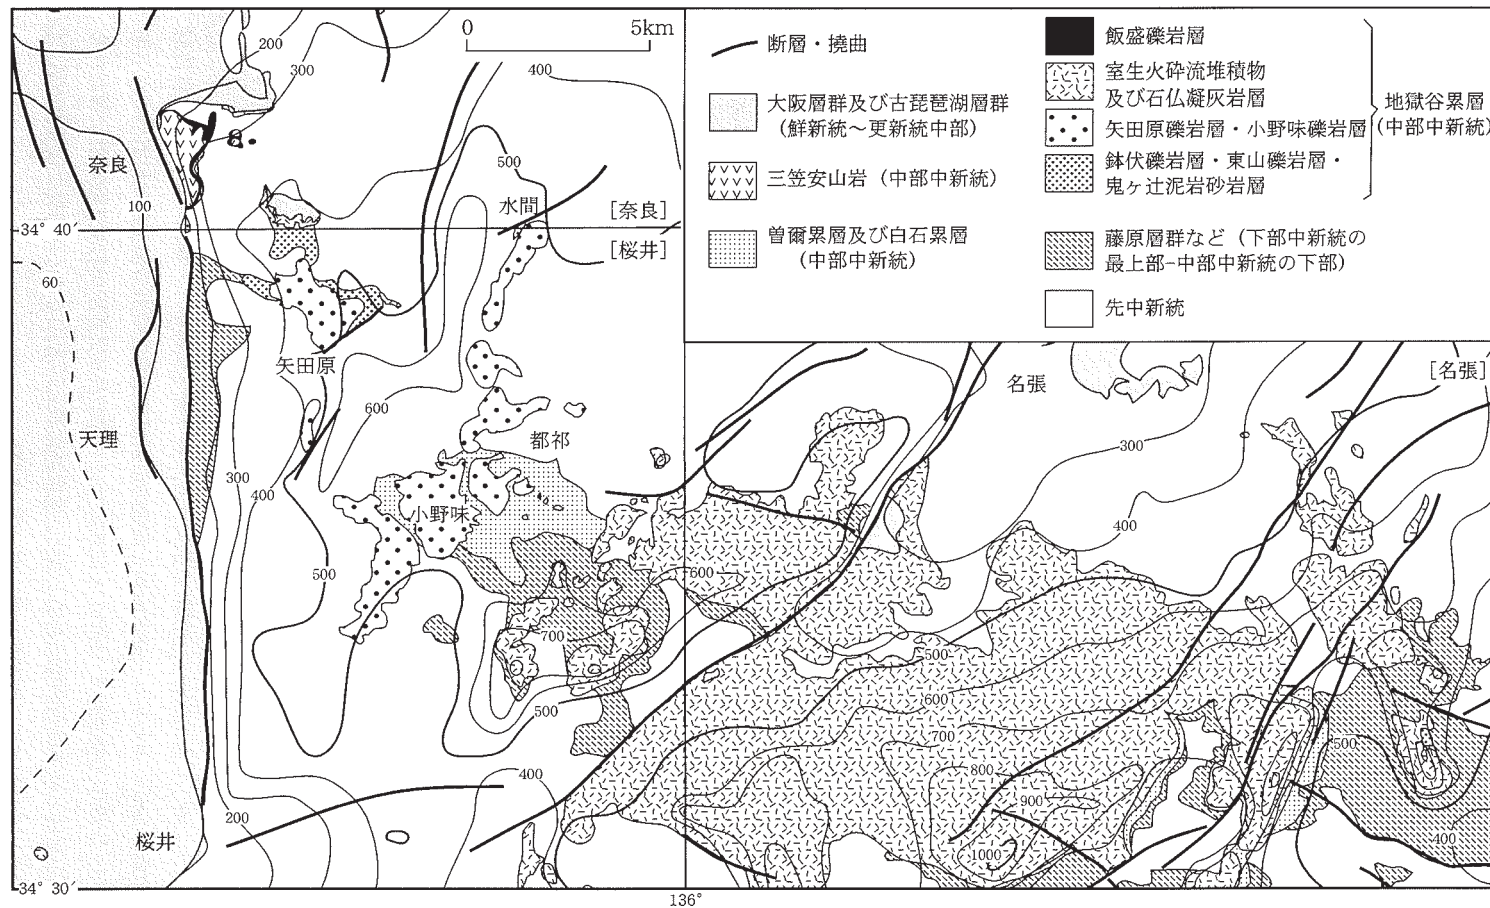 0 5km
断層・撓曲
大阪層群及び古琵琶湖層群
(鮮新統～更新統中部)
三笠安山岩 (中部中新統)
曽爾累層及び白石累層
(中部中新統)
飯盛礫岩層
室生火砕流堆積物
及び石仏凝灰岩層
矢田原礫岩層・小野味礫岩層
鉢伏礫岩層・東山礫岩層・
鬼ヶ辻泥岩砂岩層
地獄谷累層
(中部中新統)
藤原層群など (下部中新統の
最上部-中部中新統の下部)
先中新統
200
300
400
奈良
500
水間
100
[奈良]
34° 40′
[桜井]
60
矢田原
名張
[名張]
600
天理
都祁
300
300
400
小野味
400
500
600
700
500
600
500
700
500
400
800
900
200
400
桜井
1000
34° 30′
136°